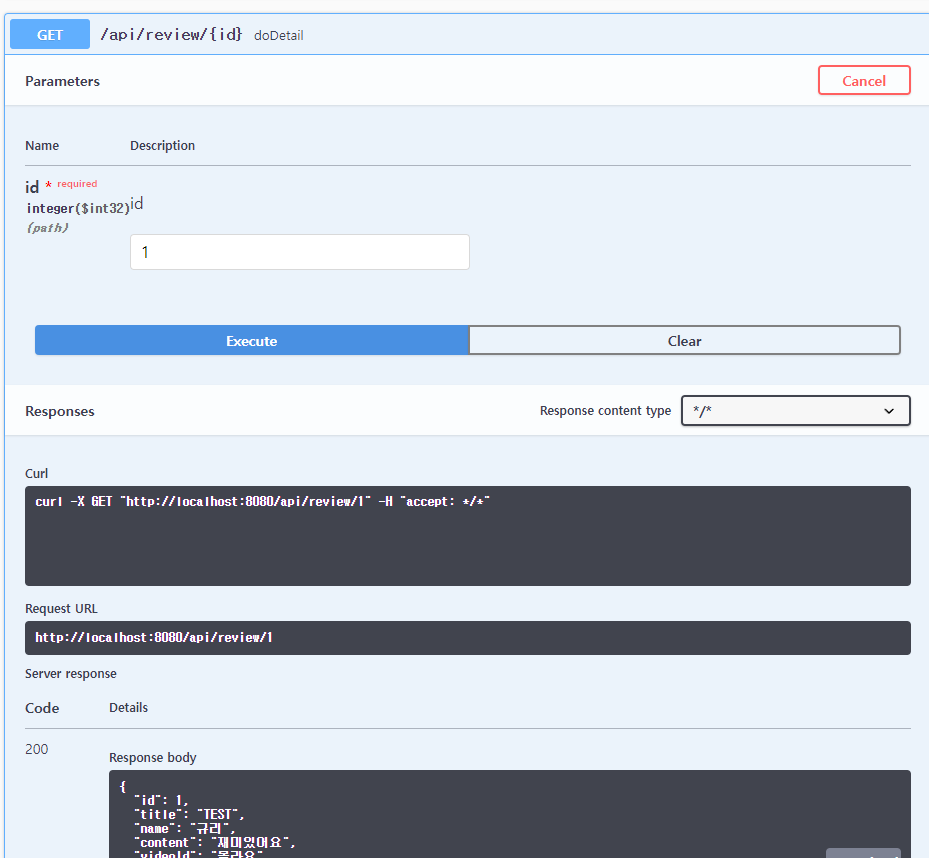 GET /api/review/{id} doDetail
Parameters
Cancel
Name Description
id * required
integer($int32)
(path)
id
1
Execute Clear
Responses
Response content type */*
Curl
curl -X GET "http://localhost:8080/api/review/1" -H "accept: */*"
Request URL
http://localhost:8080/api/review/1
Server response
Code Details
200
Response body
{
"id": 1,
"title": "TEST",
"name": "규리",
"content": "재미있어요",
"videoId": "몰라요"